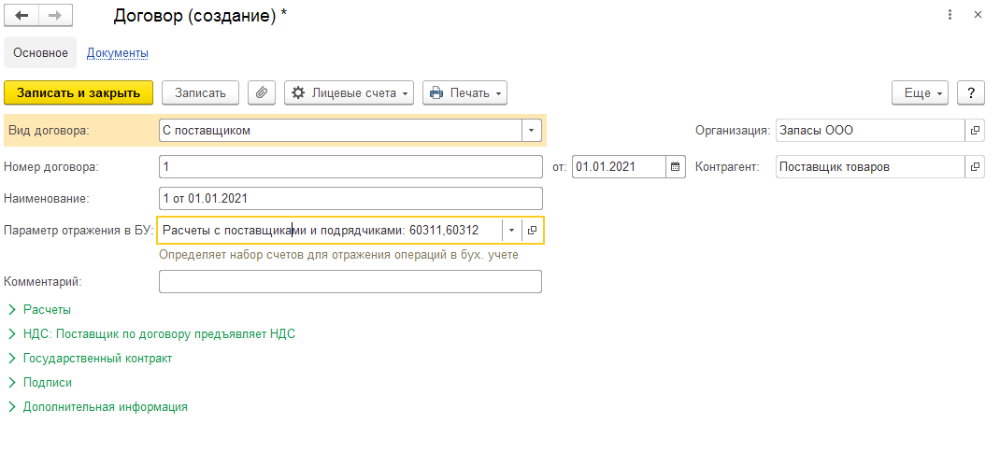 Договор (создание) *
Основное Документы
Записать и закрыть Записать Лицевые счета Печать Еще ?
Вид договора: С поставщиком Организация: Запасы ООО
Номер договора: 1 от: 01.01.2021 Контрагент: Поставщик товаров
Наименование: 1 от 01.01.2021
Параметр отражения в БУ: Расчеты с поставщиками и подрядчиками: 60311,60312
Определяет набор счетов для отражения операций в бух. учете
Комментарий:
Расчеты
НДС: Поставщик по договору предъявляет НДС
Государственный контракт
Подписи
Дополнительная информация